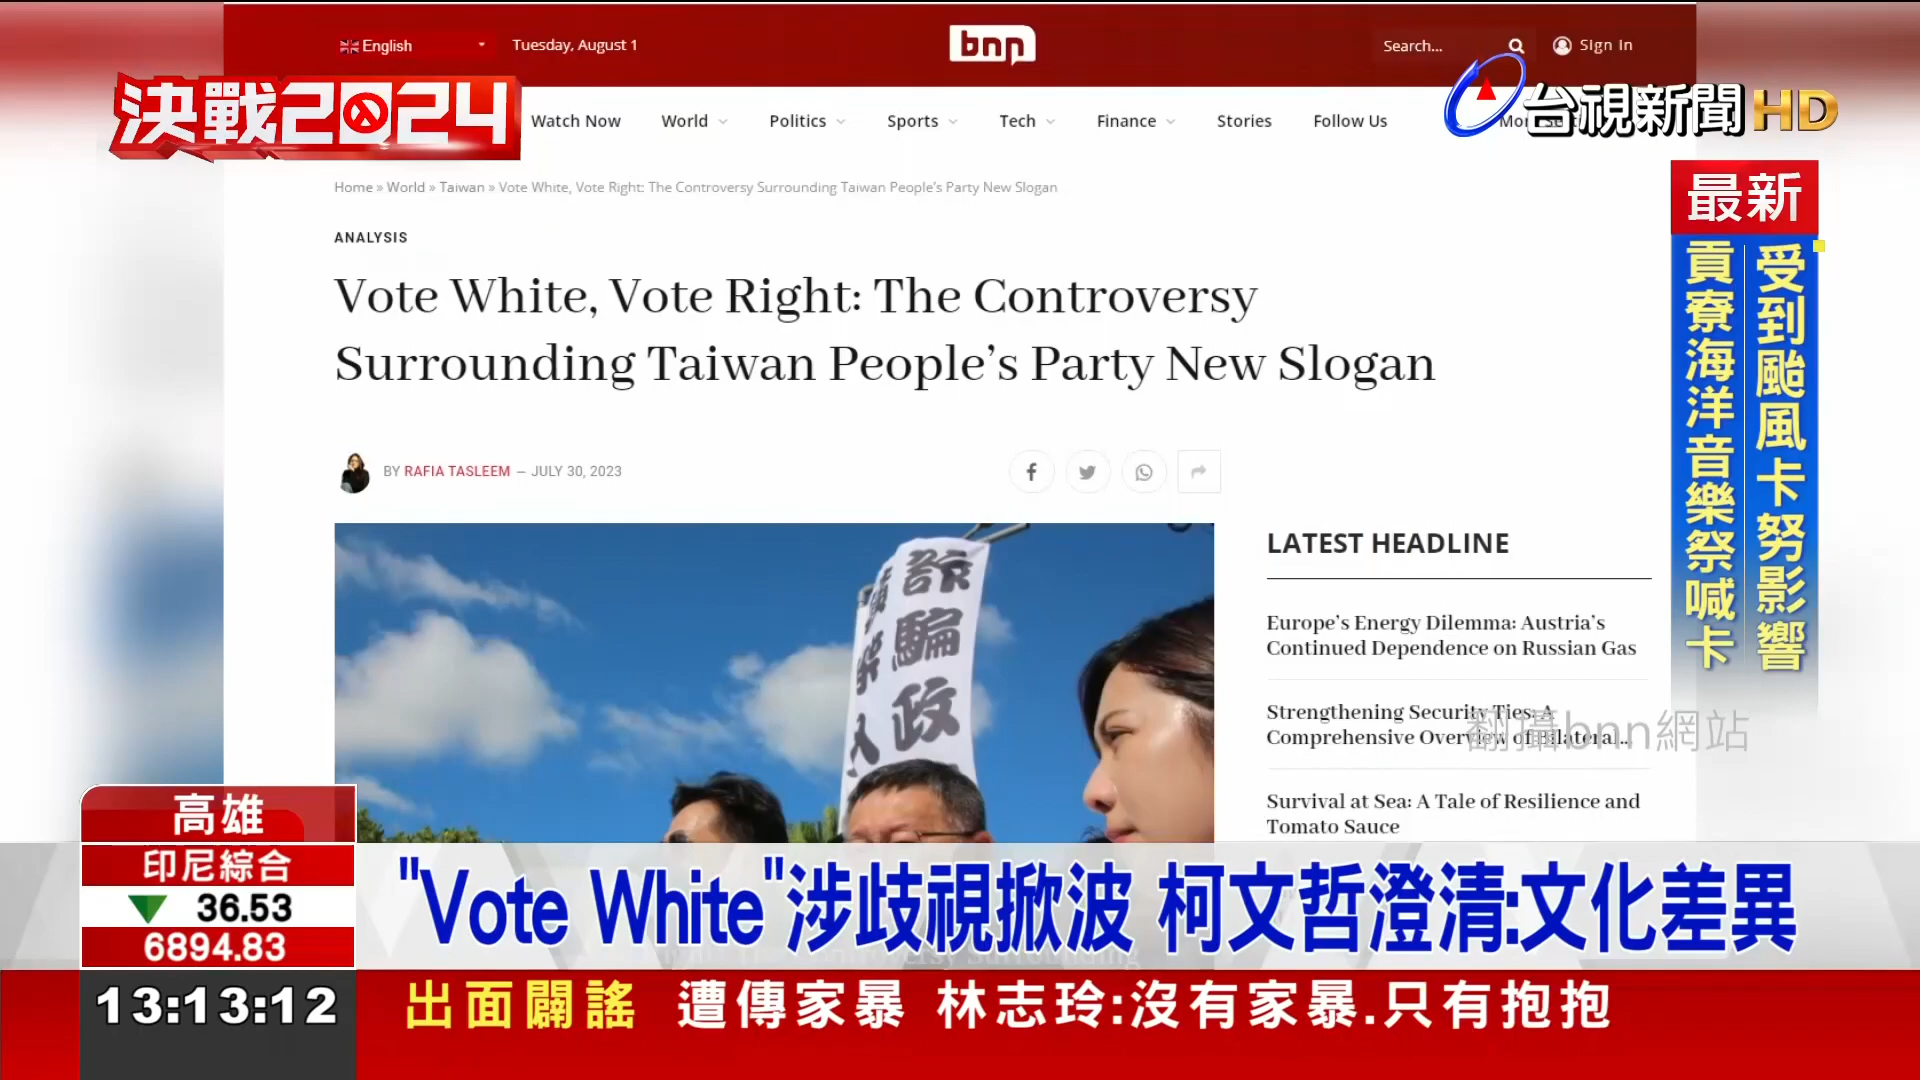 English
Tuesday, August 1
bnn
Search...
Sign In
決戰2024
Watch Now
World
Politics
Sports
Tech
Finance
Stories
Follow Us
台視新聞HD
Home » World » Taiwan » Vote White, Vote Right: The Controversy Surrounding Taiwan People's Party New Slogan
最新
受到颱風卡努影響
貢寮海洋音樂祭喊卡
ANALYSIS
Vote White, Vote Right: The Controversy
Surrounding Taiwan People's Party New Slogan
BY RAFIA TASLEEM – JULY 30, 2023
詐騙政
LATEST HEADLINE
Europe's Energy Dilemma: Austria's
Continued Dependence on Russian Gas
Strengthening Security Ties: A
Comprehensive Overview of Bilateral...
翻攝bnn網站
Survival at Sea: A Tale of Resilience and
Tomato Sauce
高雄
印尼綜合
36.53
6894.83
"Vote White"涉歧視掀波 柯文哲澄清:文化差異
13:13:12
出面闢謠 遭傳家暴 林志玲:沒有家暴.只有抱抱